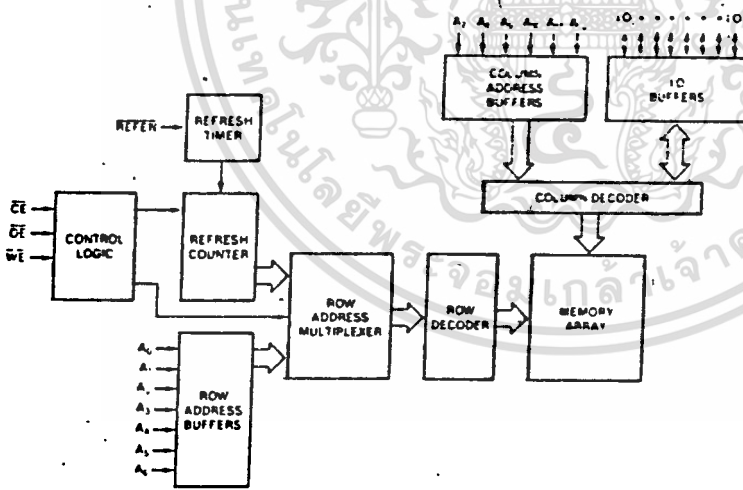 COLUMN
ADDRESS
BUFFERS
I O
BUFFERS
REFEN
REFRESH
TIMER
COLUMN DECODER
CE
OE
WE
CONTROL
LOGIC
REFRESH
COUNTER
ROW
ADDRESS
MULTIPLEXER
ROW
DECODER
MEMORY
ARRAY
A₀
A₁
A₂
A₃
A₄
A₅
A₆
ROW
ADDRESS
BUFFERS